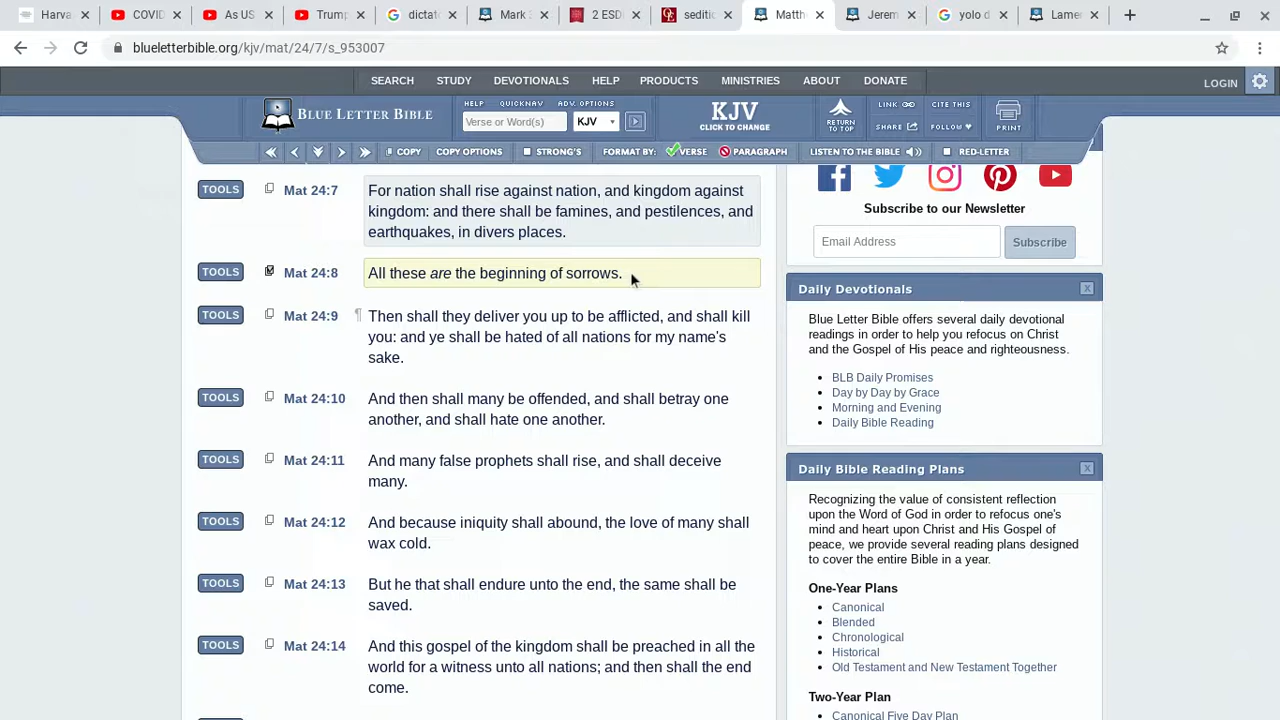 Harva
COVID
As US
Trump
dictato
Mark 3
2 ESD
sedition
Matth
Jerem
yolo d
Lamen
blueletterbible.org/kjv/mat/24/7/s_953007
SEARCH STUDY DEVOTIONALS HELP PRODUCTS MINISTRIES ABOUT DONATE
LOGIN
BLUE LETTER BIBLE
HELP QUICKNAV ADV. OPTIONS
Verse or Word(s)
KJV
KJV
CLICK TO CHANGE
RETURN
TO TOP
LINK
CITE THIS
SHARE
FOLLOW
PRINT
COPY COPY OPTIONS STRONG'S FORMAT BY: VERSE PARAGRAPH LISTEN TO THE BIBLE RED-LETTER
TOOLS Mat 24:7 For nation shall rise against nation, and kingdom against
kingdom: and there shall be famines, and pestilences, and
earthquakes, in divers places.
TOOLS Mat 24:8 All these are the beginning of sorrows.
TOOLS Mat 24:9 ¶ Then shall they deliver you up to be afflicted, and shall kill
you: and ye shall be hated of all nations for my name's
sake.
TOOLS Mat 24:10 And then shall many be offended, and shall betray one
another, and shall hate one another.
TOOLS Mat 24:11 And many false prophets shall rise, and shall deceive
many.
TOOLS Mat 24:12 And because iniquity shall abound, the love of many shall
wax cold.
TOOLS Mat 24:13 But he that shall endure unto the end, the same shall be
saved.
TOOLS Mat 24:14 And this gospel of the kingdom shall be preached in all the
world for a witness unto all nations; and then shall the end
come.
Subscribe to our Newsletter
Email Address
Subscribe
Daily Devotionals
Blue Letter Bible offers several daily devotional
readings in order to help you refocus on Christ
and the Gospel of His peace and righteousness.
BLB Daily Promises
Day by Day by Grace
Morning and Evening
Daily Bible Reading
Daily Bible Reading Plans
Recognizing the value of consistent reflection
upon the Word of God in order to refocus one's
mind and heart upon Christ and His Gospel of
peace, we provide several reading plans designed
to cover the entire Bible in a year.
One-Year Plans
Canonical
Blended
Chronological
Historical
Old Testament and New Testament Together
Two-Year Plan
Canonical Five Day Plan